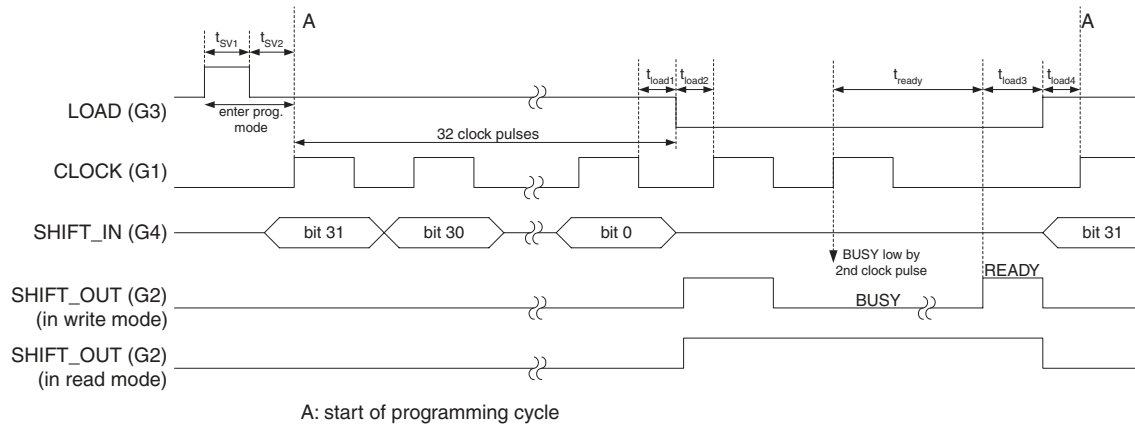 A A
tSV1 tSV2 tload1 tload2 tready tload3 tload4
LOAD (G3)
enter prog.
mode
32 clock pulses
CLOCK (G1)
SHIFT_IN (G4) bit 31 bit 30 bit 0 bit 31
BUSY low by
2nd clock pulse
READY
SHIFT_OUT (G2)
(in write mode)
BUSY
SHIFT_OUT (G2)
(in read mode)
A: start of programming cycle